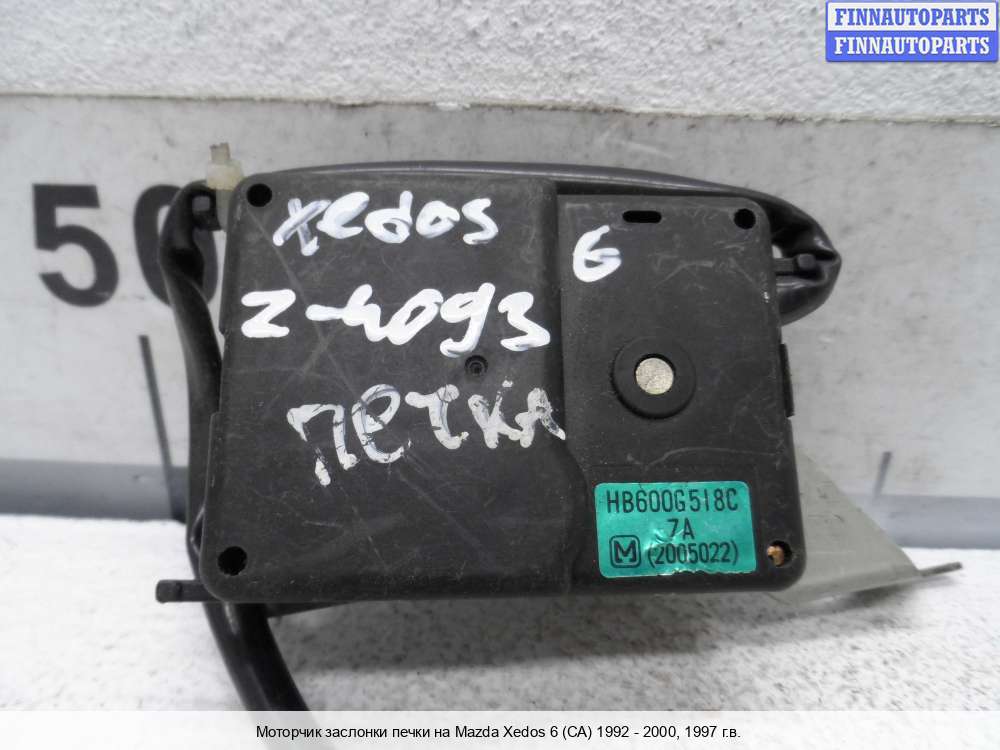 FINNAUTOPARTS
FINNAUTOPARTS
50
xedos
6
Z-4093
печка
HB600G518C
7A
M (2005022)
Моторчик заслонки печки на Mazda Xedos 6 (CA) 1992 - 2000, 1997 г.в.